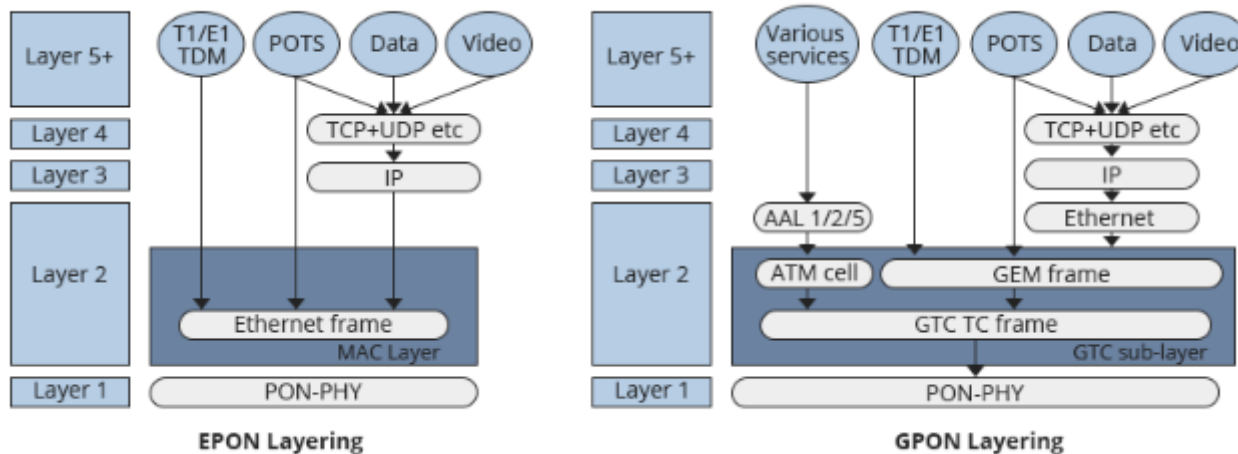 Layer 5+
T1/E1
TDM
POTS
Data
Video
Layer 4
TCP+UDP etc
Layer 3
IP
Layer 2
Ethernet frame
MAC Layer
Layer 1
PON-PHY
EPON Layering
Layer 5+
Various
services
T1/E1
TDM
POTS
Data
Video
Layer 4
TCP+UDP etc
Layer 3
IP
AAL 1/2/5
Ethernet
Layer 2
ATM cell
GEM frame
GTC TC frame
GTC sub-layer
Layer 1
PON-PHY
GPON Layering